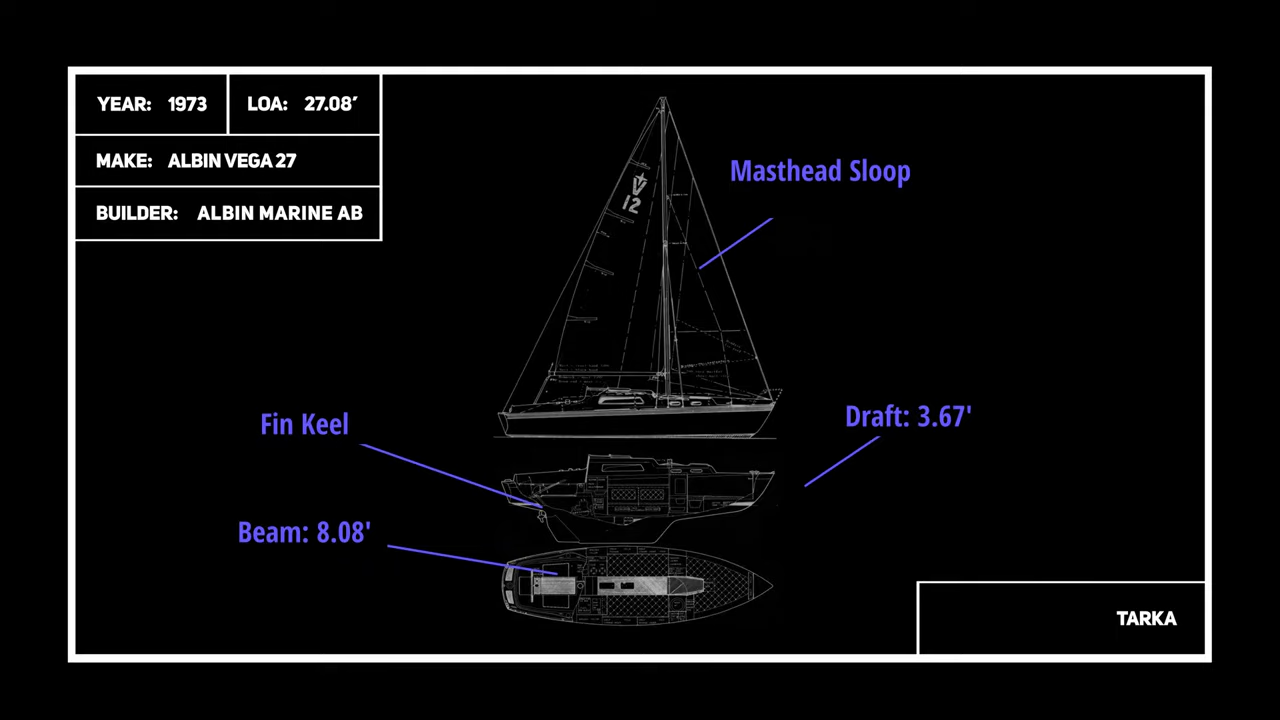 YEAR: 1973
LOA: 27.08′
MAKE: ALBIN VEGA 27
BUILDER: ALBIN MARINE AB
Masthead Sloop
V
12
Fin Keel
Draft: 3.67'
Beam: 8.08'
TARKA